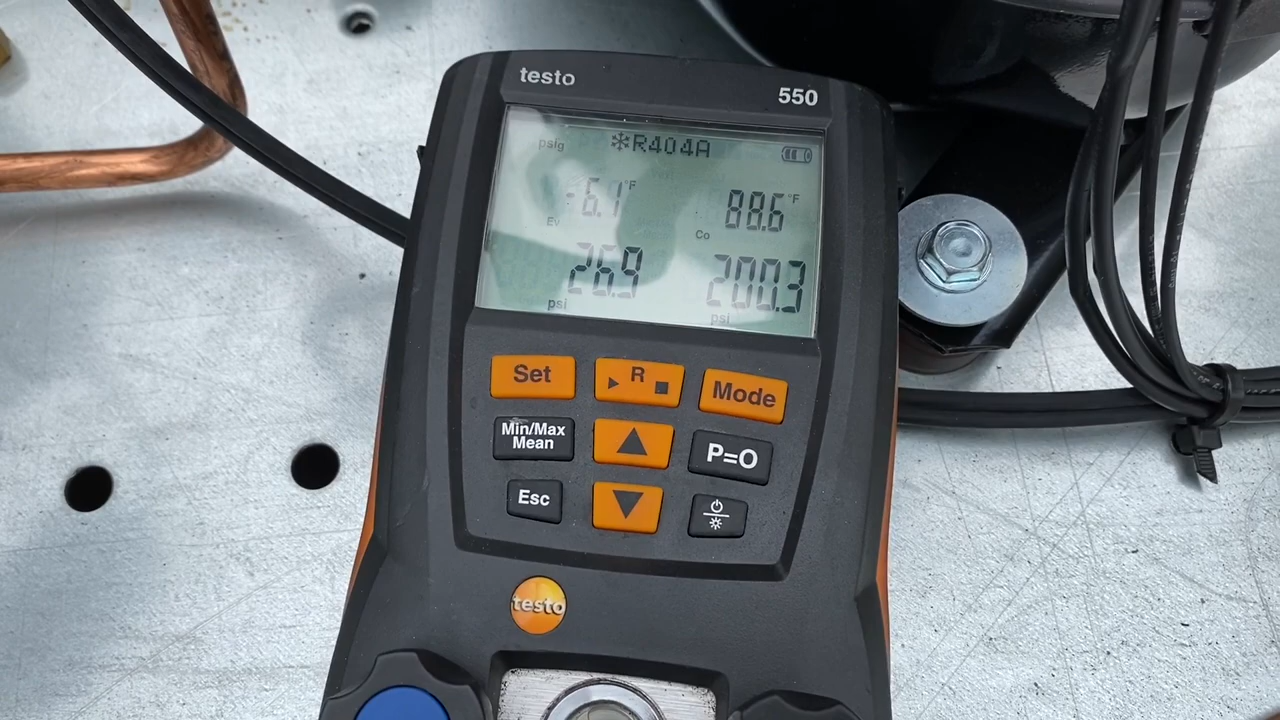 testo
550
psig
R404A
-6.1 °F
88.6 °F
Ev
Co
26.9
200.3
psi
psi
Set
R
Mode
Min/Max
Mean
P=O
Esc
testo